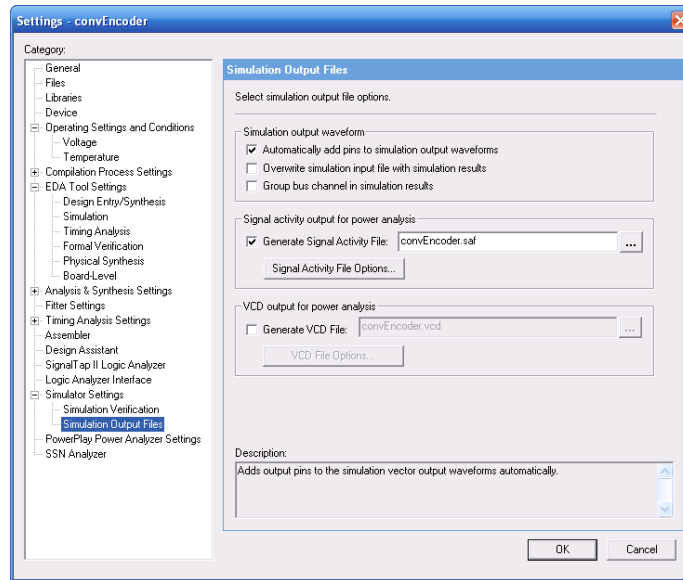 Settings - convEncoder
Category:
General
Files
Libraries
Device
Operating Settings and Conditions
Voltage
Temperature
Compilation Process Settings
EDA Tool Settings
Design Entry/Synthesis
Simulation
Timing Analysis
Formal Verification
Physical Synthesis
Board-Level
Analysis & Synthesis Settings
Fitter Settings
Timing Analysis Settings
Assembler
Design Assistant
SignalTap II Logic Analyzer
Logic Analyzer Interface
Simulator Settings
Simulation Verification
Simulation Output Files
PowerPlay Power Analyzer Settings
SSN Analyzer
Simulation Output Files
Select simulation output file options.
Simulation output waveform
Automatically add pins to simulation output waveforms
Overwrite simulation input file with simulation results
Group bus channel in simulation results
Signal activity output for power analysis
Generate Signal Activity File: convEncoder.saf ...
Signal Activity File Options...
VCD output for power analysis
Generate VCD File: convEncoder.vcd ...
VCD File Options...
Description:
Adds output pins to the simulation vector output waveforms automatically.
OK Cancel